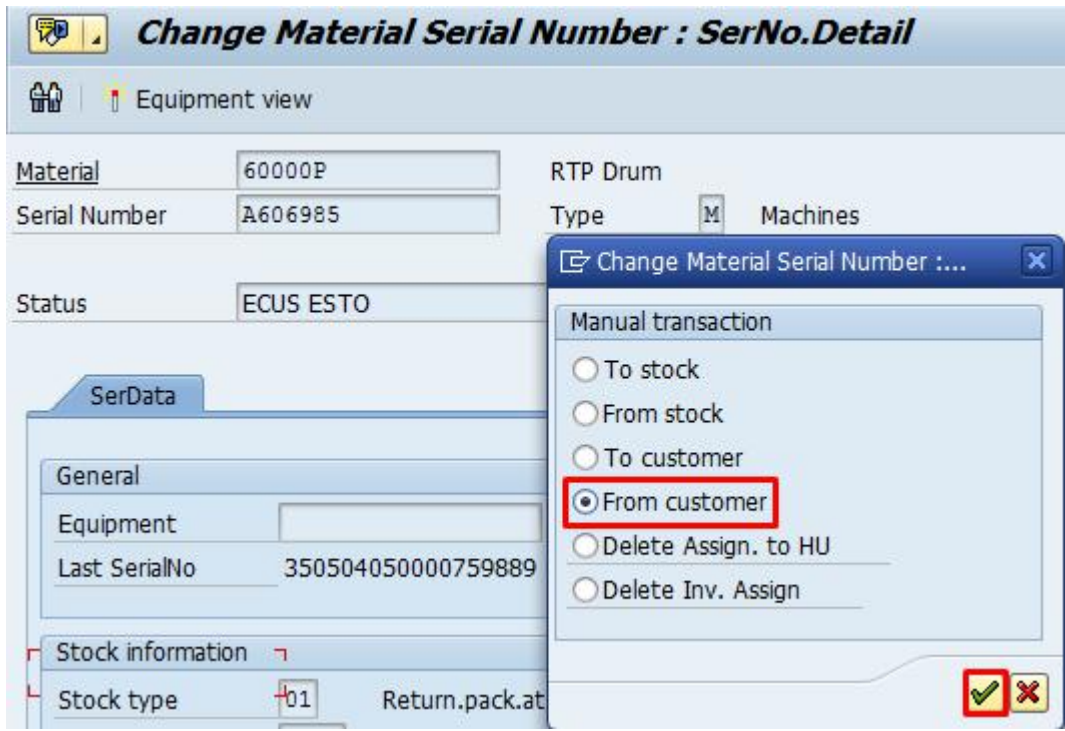 Change Material Serial Number : SerNo.Detail
Equipment view
Material 60000P RTP Drum
Serial Number A606985 Type M Machines
Status ECUS ESTO
SerData
General
Equipment
Last SerialNo 350504050000759889
Stock information
Stock type 01 Return.pack.at
Change Material Serial Number :...
Manual transaction
To stock
From stock
To customer
From customer
Delete Assign. to HU
Delete Inv. Assign